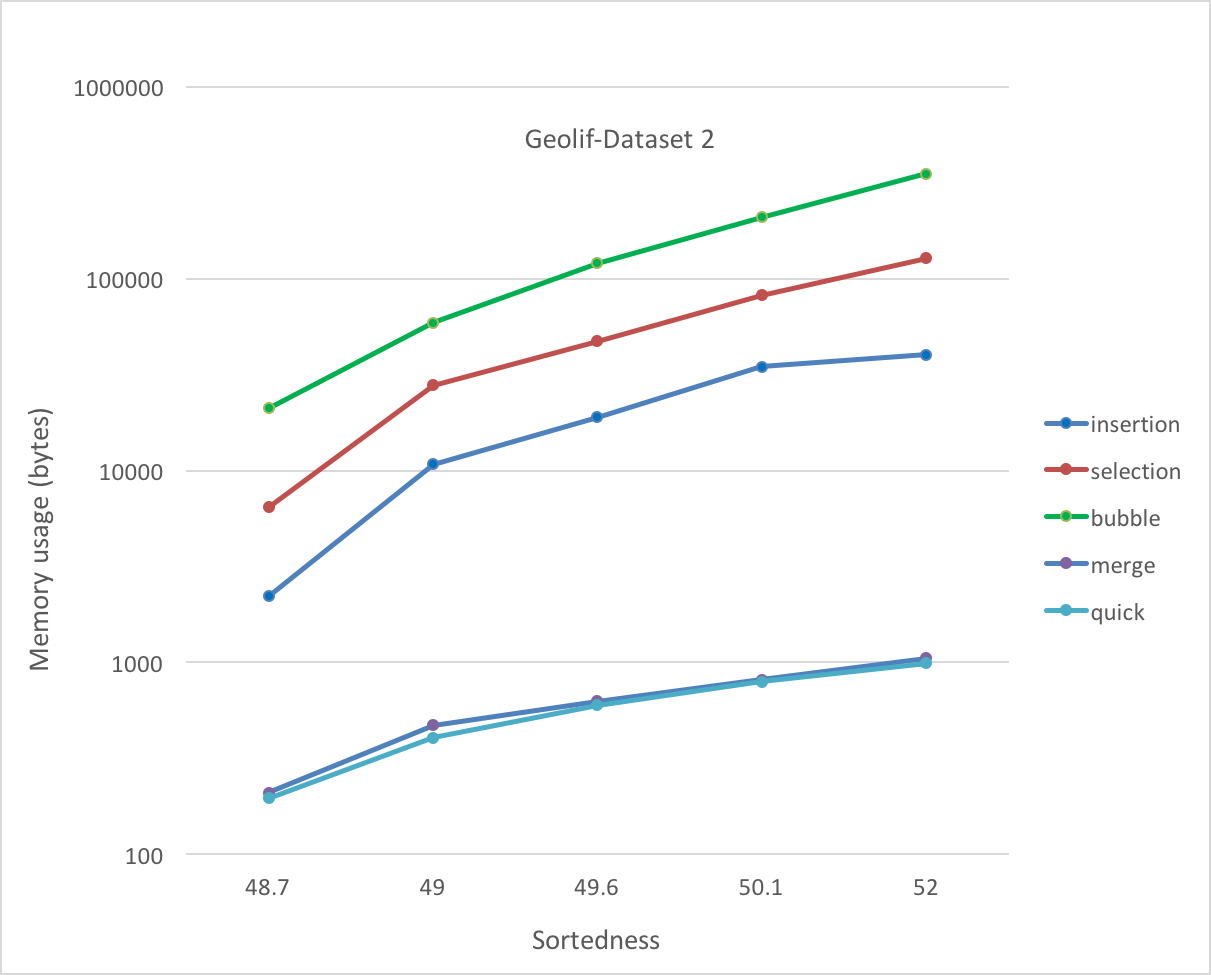 1000000
Geolif-Dataset 2
100000
10000
1000
100
Memory usage (bytes)
48.7
49
49.6
50.1
52
Sortedness
insertion
selection
bubble
merge
quick